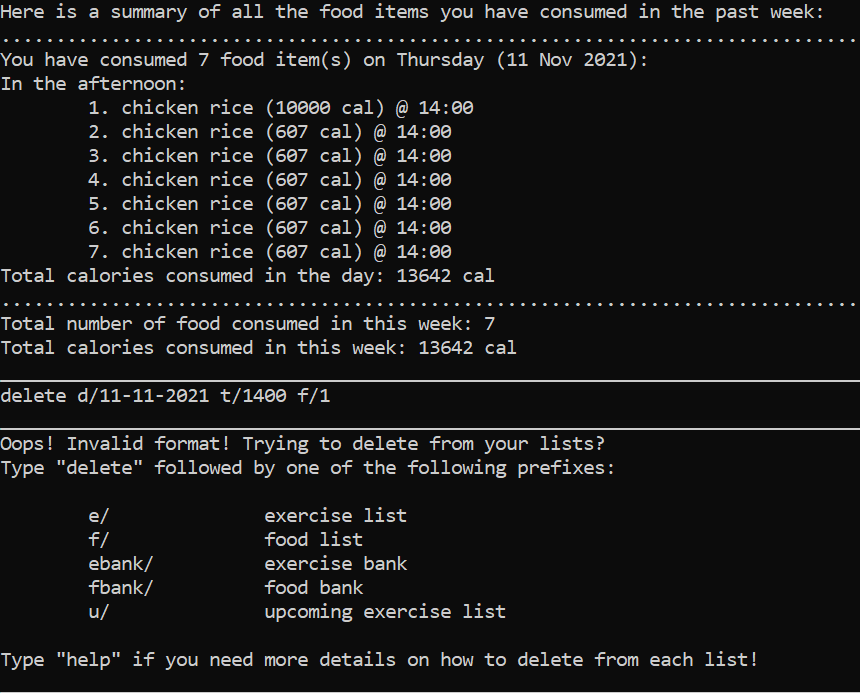 Here is a summary of all the food items you have consumed in the past week:
..............................................................................
You have consumed 7 food item(s) on Thursday (11 Nov 2021):
In the afternoon:
1. chicken rice (10000 cal) @ 14:00
2. chicken rice (607 cal) @ 14:00
3. chicken rice (607 cal) @ 14:00
4. chicken rice (607 cal) @ 14:00
5. chicken rice (607 cal) @ 14:00
6. chicken rice (607 cal) @ 14:00
7. chicken rice (607 cal) @ 14:00
Total calories consumed in the day: 13642 cal
..............................................................................
Total number of food consumed in this week: 7
Total calories consumed in this week: 13642 cal
delete d/11-11-2021 t/1400 f/1
Oops! Invalid format! Trying to delete from your lists?
Type "delete" followed by one of the following prefixes:
e/ exercise list
f/ food list
ebank/ exercise bank
fbank/ food bank
u/ upcoming exercise list
Type "help" if you need more details on how to delete from each list!